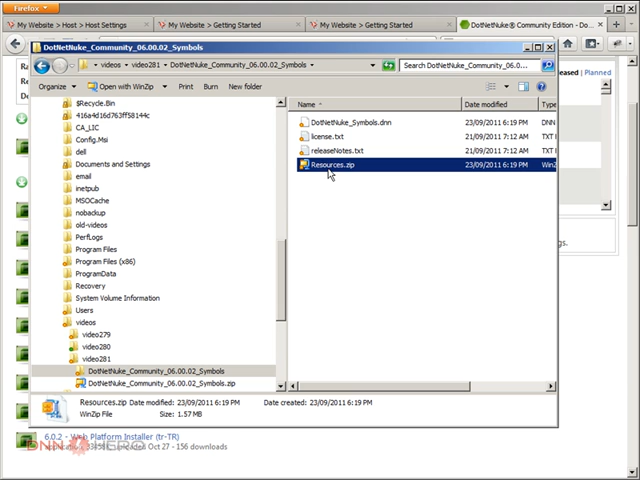 Firefox
My Website > Host > Host Settings
My Website > Getting Started
My Website > Getting Started
DotNetNuke® Community Edition - Do...
DotNetNuke_Community_06.00.02_Symbols
videos
video281
DotNetNuke_Community_06.00.02_Symbols
Search DotNetNuke_Community_06.0...
Organize
Open with WinZip
Print
Burn
New folder
eleased | Planned
$Recycle.Bin
416a4d16d763ff58144c
CA_LIC
Config.Msi
dell
Documents and Settings
email
inetpub
MSOCache
nobackup
old-videos
PerfLogs
Program Files
Program Files (x86)
ProgramData
Recovery
System Volume Information
Users
videos
video279
video280
video281
DotNetNuke_Community_06.00.02_Symbols
DotNetNuke_Community_06.00.02_Symbols.zip
Name
Date modified
Type
DotNetNuke_Symbols.dnn
23/09/2011 6:19 PM
DNN
license.txt
21/09/2011 7:12 AM
TXT
releaseNotes.txt
21/09/2011 7:12 AM
TXT
Resources.zip
23/09/2011 6:19 PM
WinZ
gs.
Resources.zip Date modified: 23/09/2011 6:19 PM
Date created: 23/09/2011 6:19 PM
WinZip File
Size: 1.57 MB
6.0.2 - Web Platform Installer (tr-TR)
uploaded Oct 27 - 156 downloads
DNN HERO